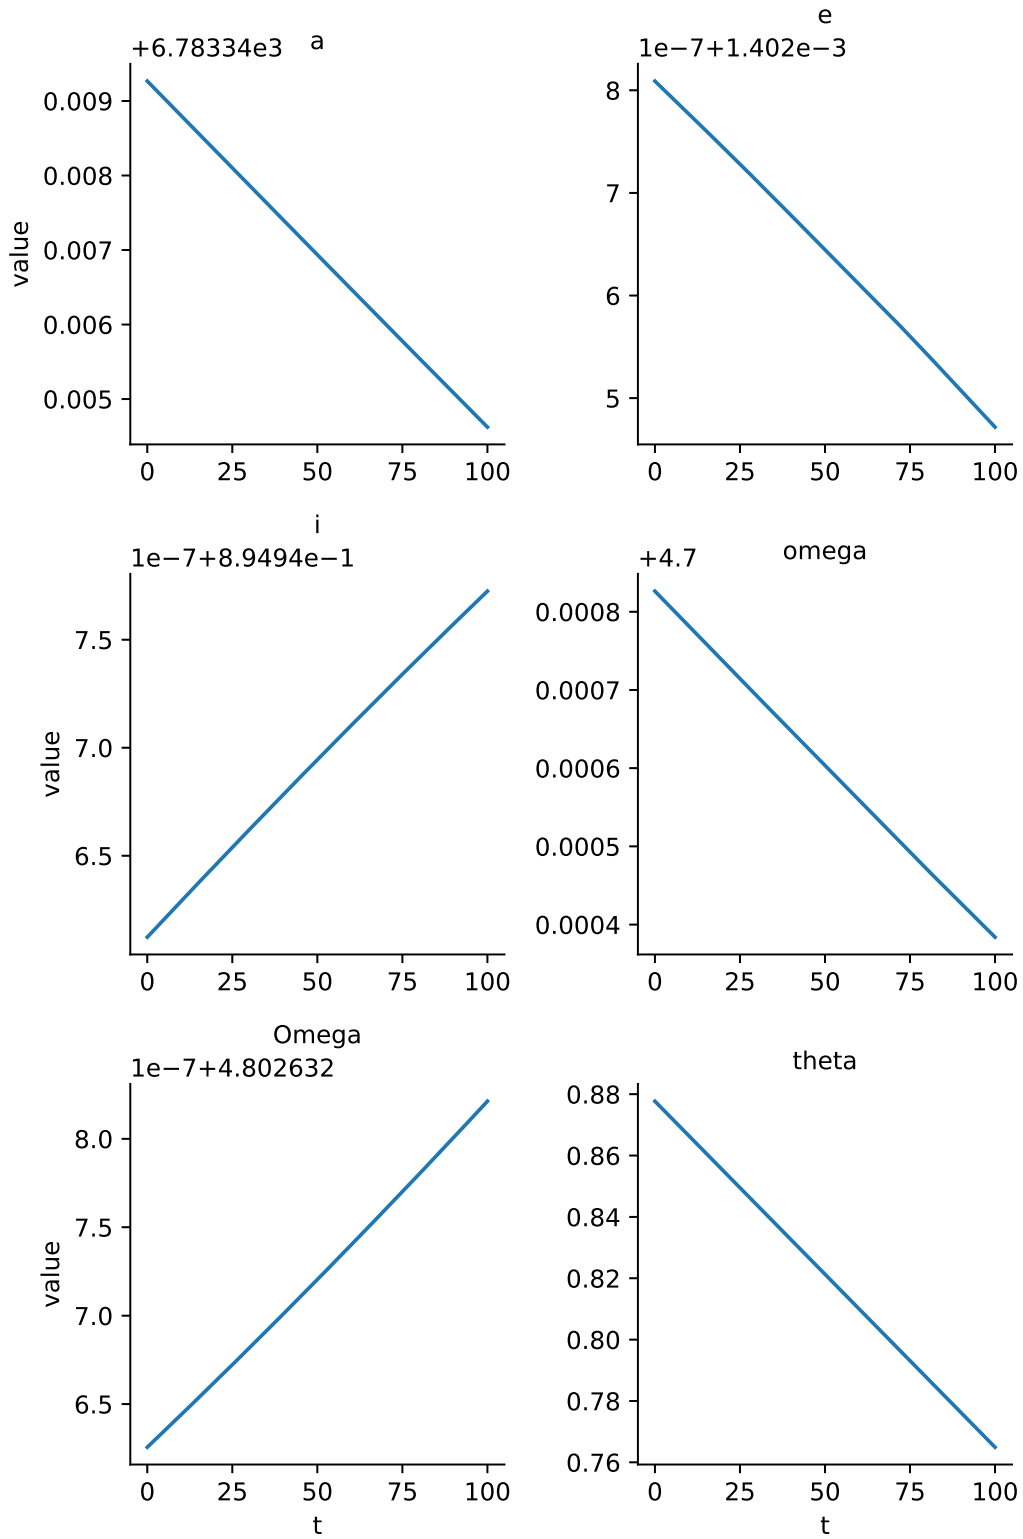 a
+6.78334e3
value
0.009
0.008
0.007
0.006
0.005
0 25 50 75 100
e
1e−7+1.402e−3
8
7
6
5
0 25 50 75 100
i
1e−7+8.9494e−1
value
7.5
7.0
6.5
0 25 50 75 100
omega
+4.7
0.0008
0.0007
0.0006
0.0005
0.0004
0 25 50 75 100
Omega
1e−7+4.802632
value
8.0
7.5
7.0
6.5
0 25 50 75 100
t
theta
0.88
0.86
0.84
0.82
0.80
0.78
0.76
0 25 50 75 100
t